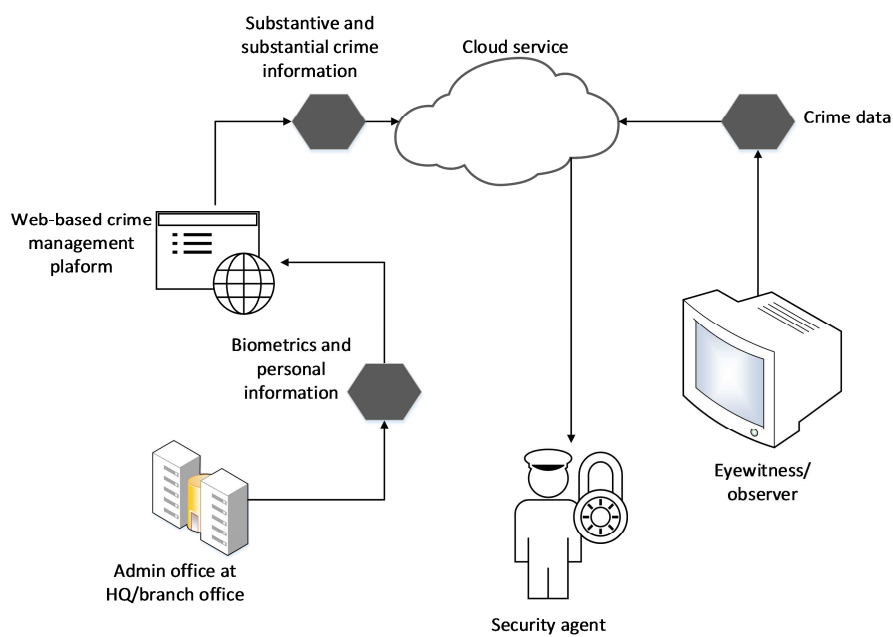 Substantive and
substantial crime
information
Cloud service
Crime data
Web-based crime
management
plaform
Biometrics and
personal
information
Eyewitness/
observer
Admin office at
HQ/branch office
Security agent